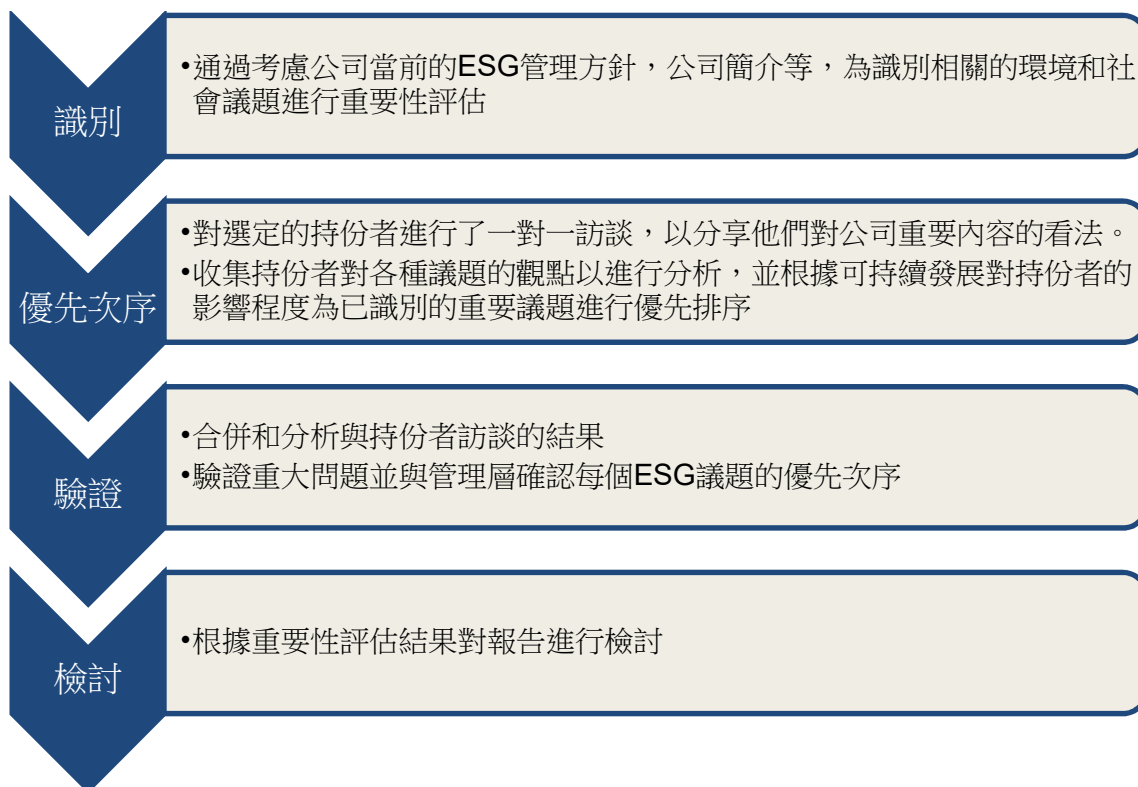 識別
•通過考慮公司當前的ESG管理方針，公司簡介等，為識別相關的環境和社
會議題進行重要性評估
優先次序
•對選定的持份者進行了一對一訪談，以分享他們對公司重要內容的看法。
•收集持份者對各種議題的觀點以進行分析，並根據可持續發展對持份者的
影響程度為已識別的重要議題進行優先排序
驗證
•合併和分析與持份者訪談的結果
•驗證重大問題並與管理層確認每個ESG議題的優先次序
檢討
•根據重要性評估結果對報告進行檢討